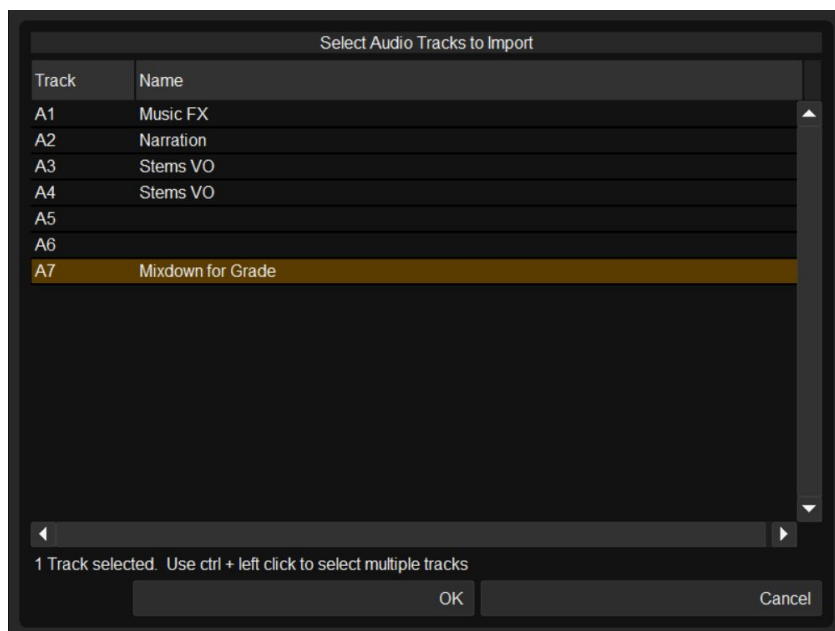 Select Audio Tracks to Import
Track Name
A1 Music FX
A2 Narration
A3 Stems VO
A4 Stems VO
A5
A6
A7 Mixdown for Grade
1 Track selected. Use ctrl + left click to select multiple tracks
OK Cancel